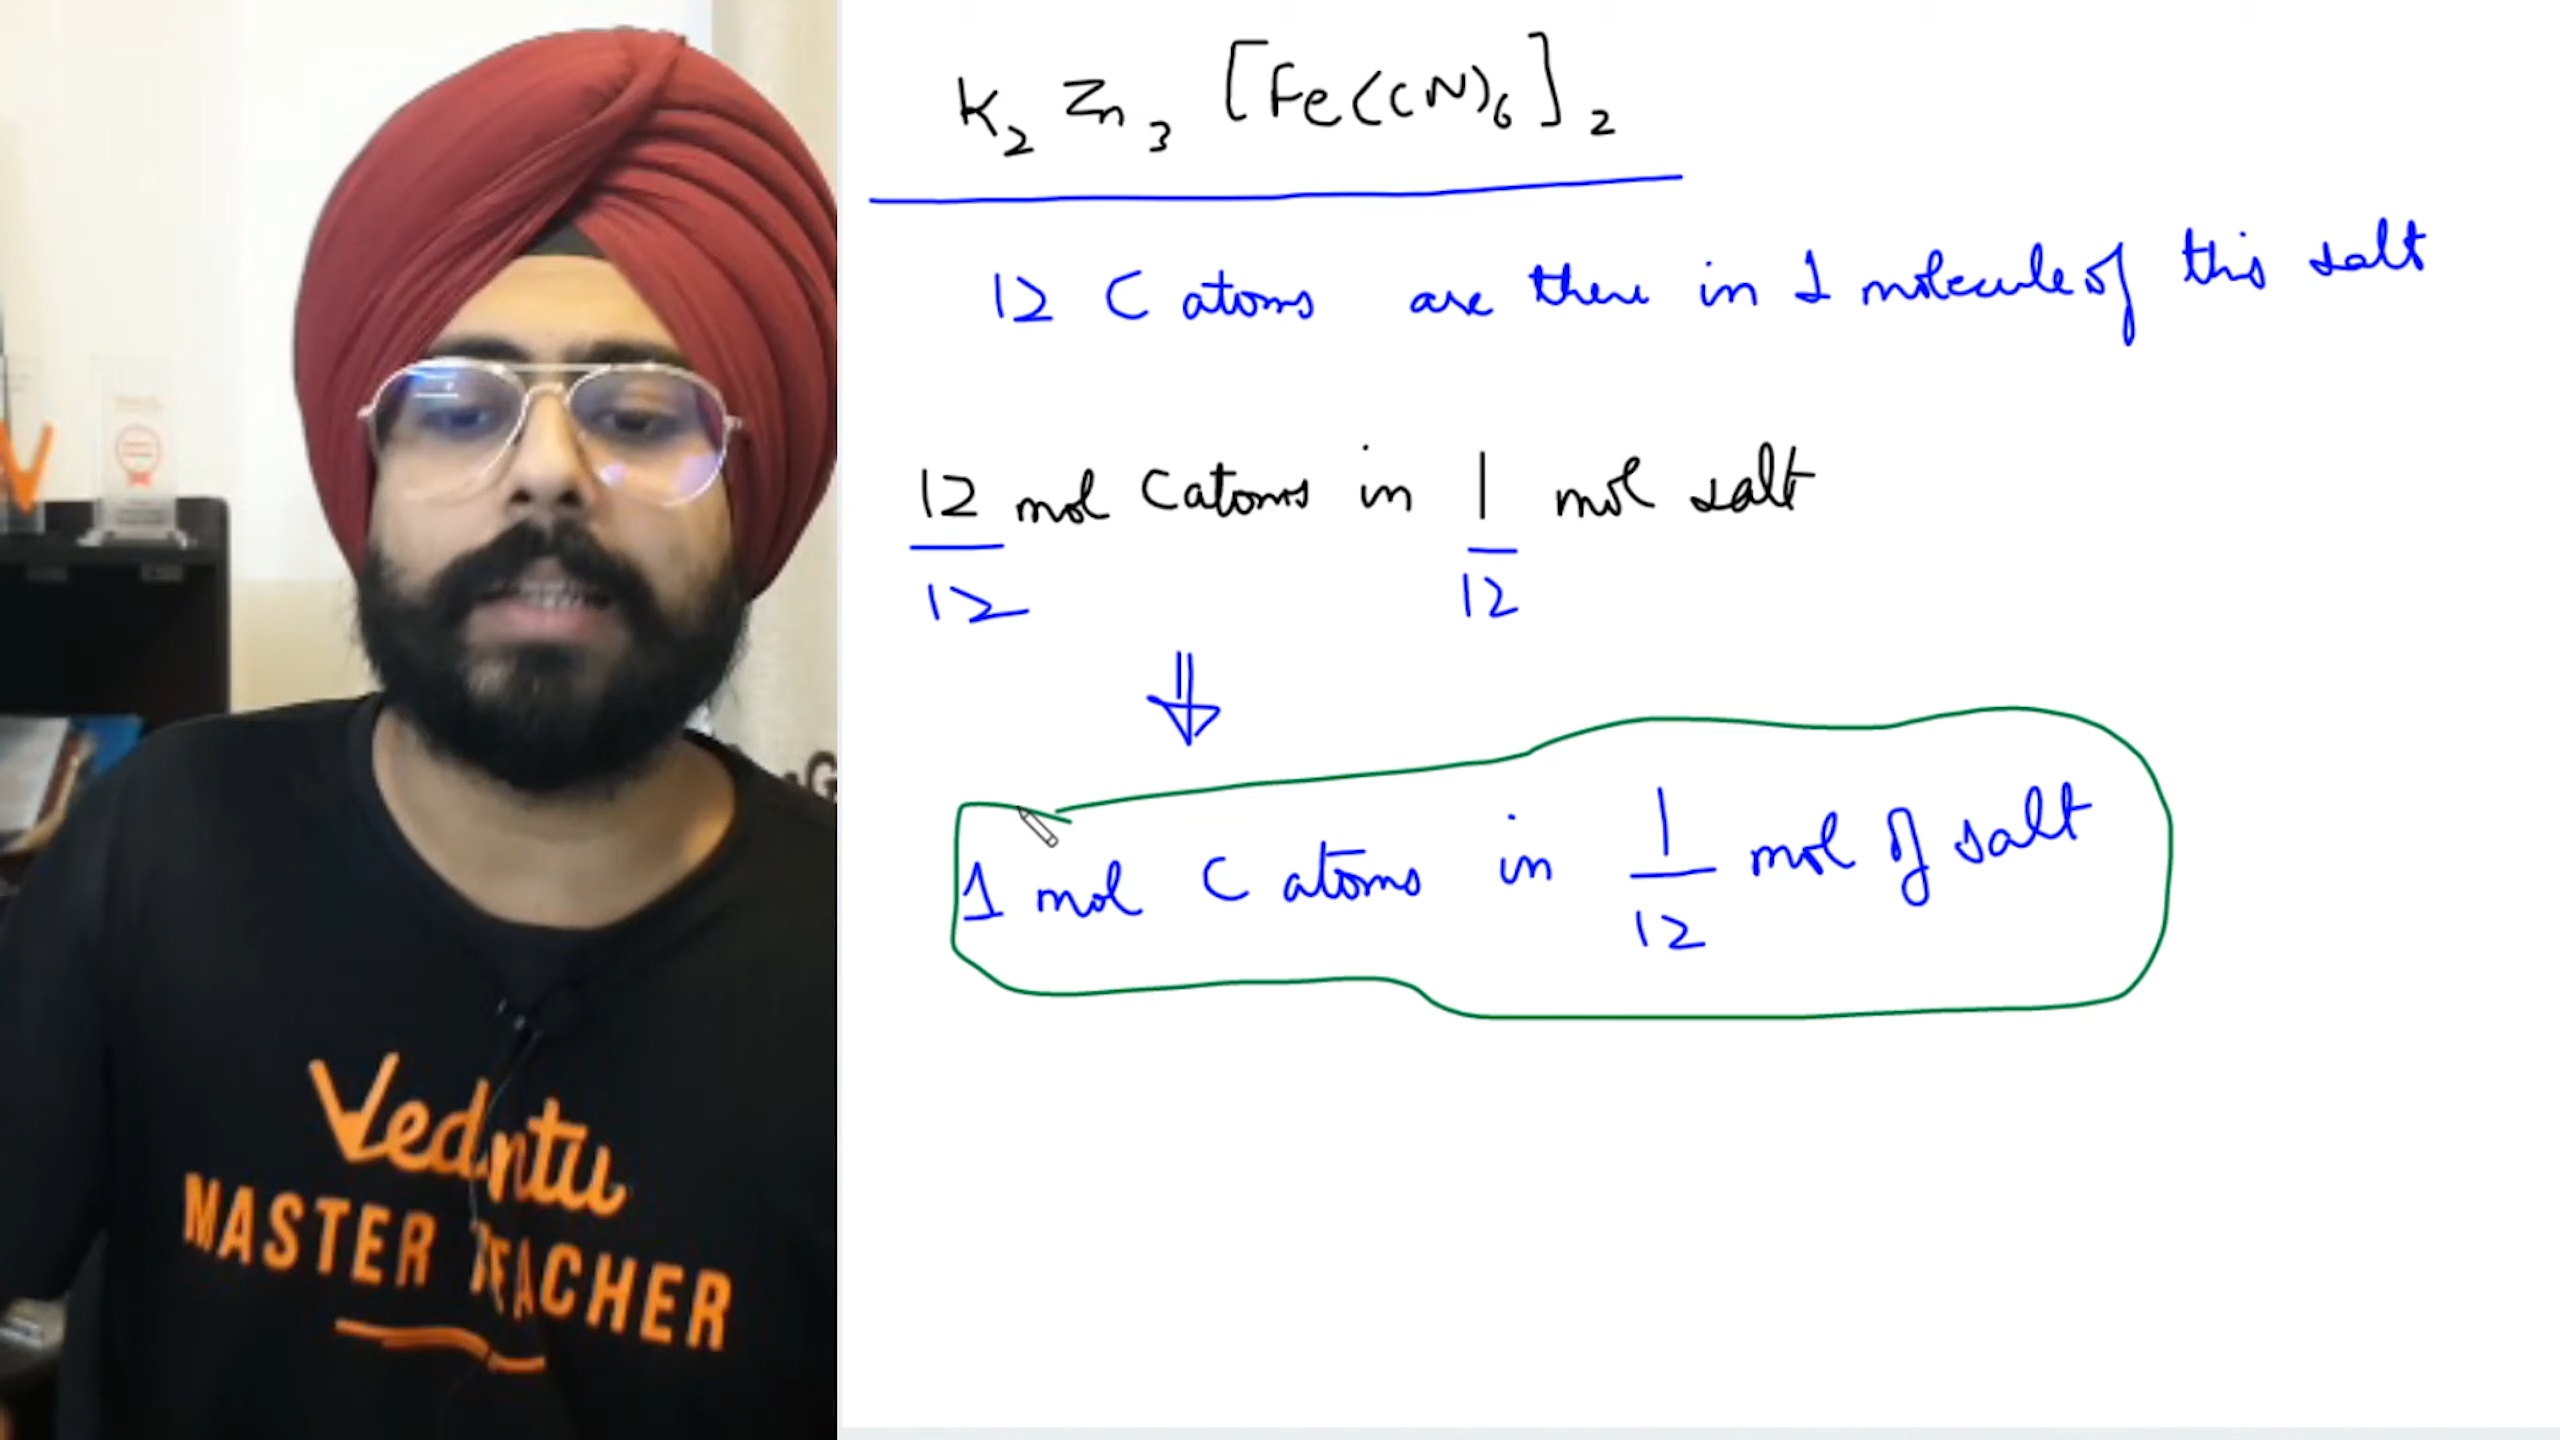 K₂ Zn₃ [Fe(CN)₆]₂
12 C atoms are there in 1 molecule of this salt
12 mol C atoms in 1 mol salt
12 12
1 mol C atoms in 1/12 mol of salt
Vedntu
MASTER TEACHER